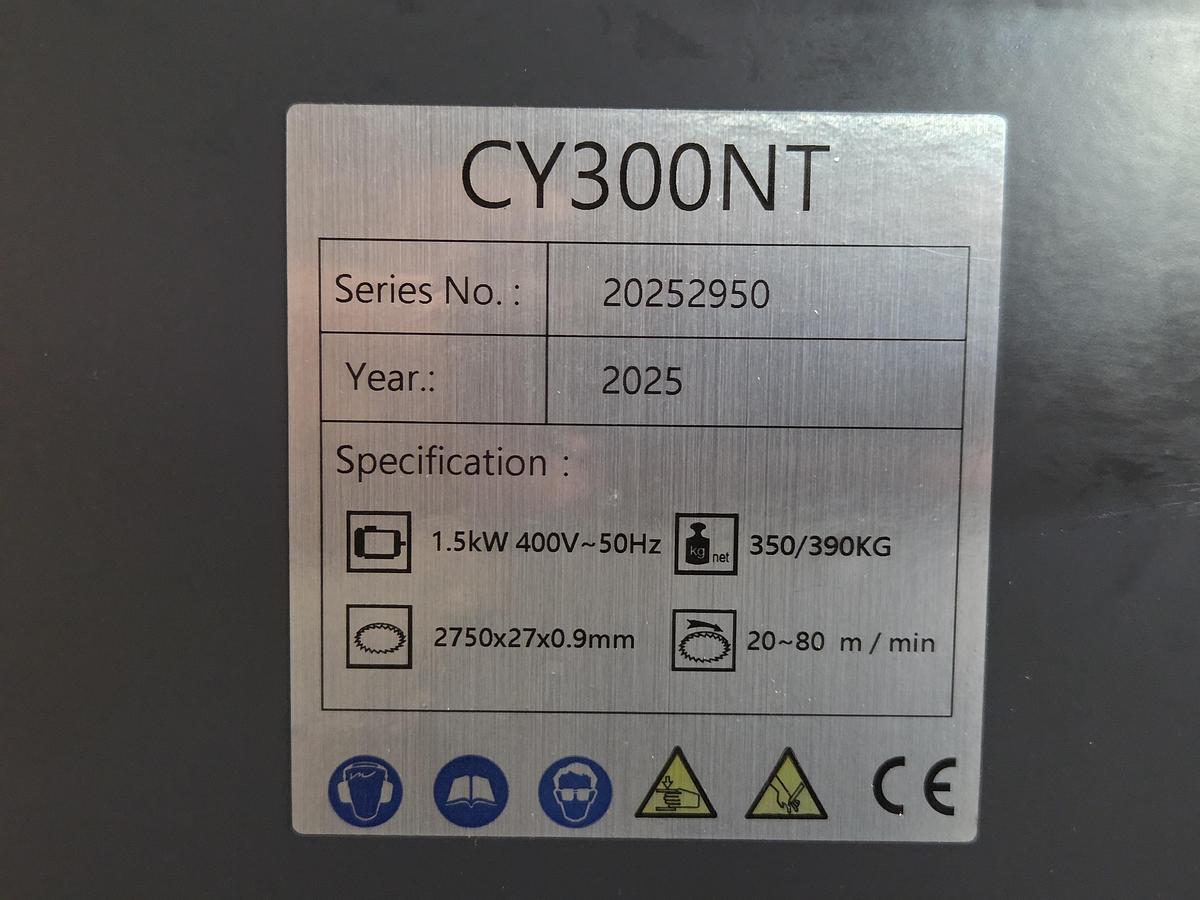 CY300NT
Series No. : 20252950
Year.: 2025
Specification :
1.5kW 400V~50Hz kg net 350/390KG
2750x27x0.9mm 20~80 m / min
CE